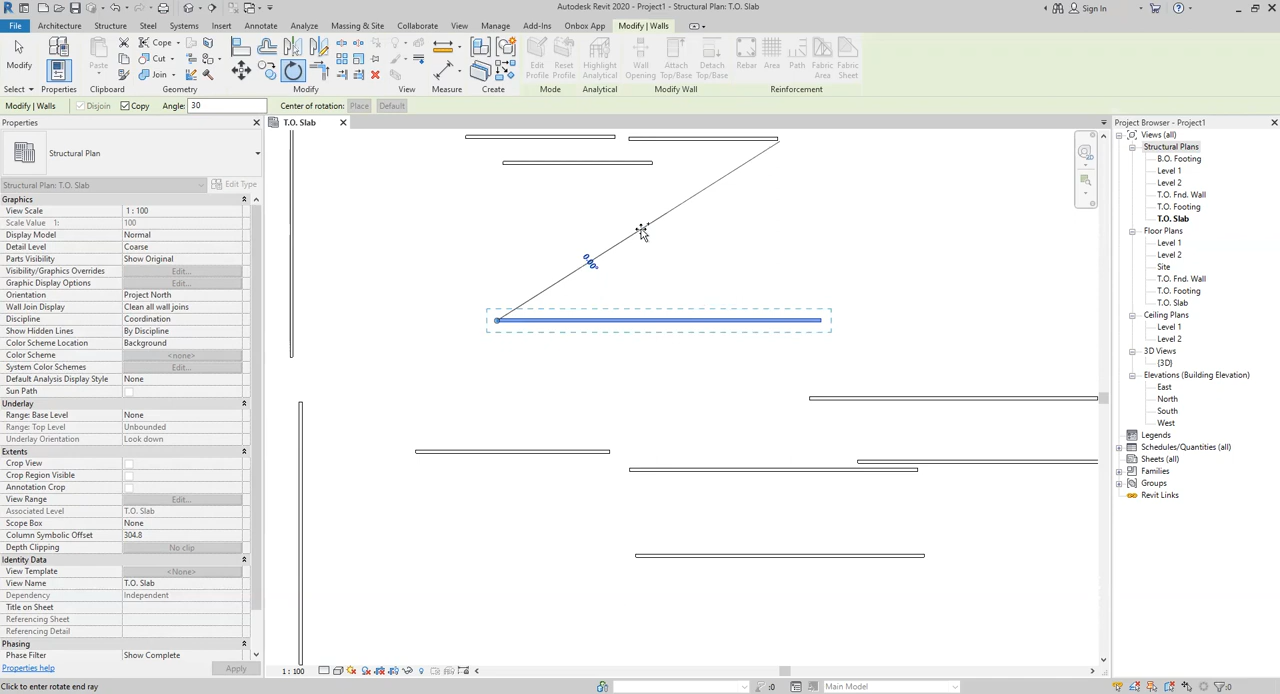 Autodesk Revit 2020 - Project1 - Structural Plan: T.O. Slab
Sign In
File Architecture Structure Steel Systems Insert Annotate Analyze Massing & Site Collaborate View Manage Add-Ins Onbox App Modify | Walls
Modify Paste Cope Cut Join Edit Profile Reset Profile Highlight Analytical Wall Opening Attach Top/Base Detach Top/Base Rebar Area Path Fabric Area Fabric Sheet
Select Properties Clipboard Geometry Modify View Measure Create Mode Analytical Modify Wall Reinforcement
Modify | Walls Disjoin Copy Angle: 30 Center of rotation: Place Default
Properties
T.O. Slab
Project Browser - Project1
Structural Plan
Structural Plan: T.O. Slab Edit Type
Graphics
View Scale 1 : 100
Scale Value 1: 100
Display Model Normal
Detail Level Coarse
Parts Visibility Show Original
Visibility/Graphics Overrides Edit...
Graphic Display Options Edit...
Orientation Project North
Wall Join Display Clean all wall joins
Discipline Coordination
Show Hidden Lines By Discipline
Color Scheme Location Background
Color Scheme <none>
System Color Schemes Edit...
Default Analysis Display Style None
Sun Path
Underlay
Range: Base Level None
Range: Top Level Unbounded
Underlay Orientation Look down
Extents
Crop View
Crop Region Visible
Annotation Crop
View Range Edit...
Associated Level T.O. Slab
Scope Box None
Column Symbolic Offset 304.8
Depth Clipping No clip
Identity Data
View Template <None>
View Name T.O. Slab
Dependency Independent
Title on Sheet
Referencing Sheet
Referencing Detail
Phasing
Phase Filter Show Complete
Properties help Apply
0.00°
Views (all)
Structural Plans
B.O. Footing
Level 1
Level 2
T.O. Fnd. Wall
T.O. Footing
T.O. Slab
Floor Plans
Level 1
Level 2
Site
T.O. Fnd. Wall
T.O. Footing
T.O. Slab
Ceiling Plans
Level 1
Level 2
3D Views
{3D}
Elevations (Building Elevation)
East
North
South
West
Legends
Schedules/Quantities (all)
Sheets (all)
Families
Groups
Revit Links
1 : 100
Click to enter rotate end ray
:0
Main Model
:0